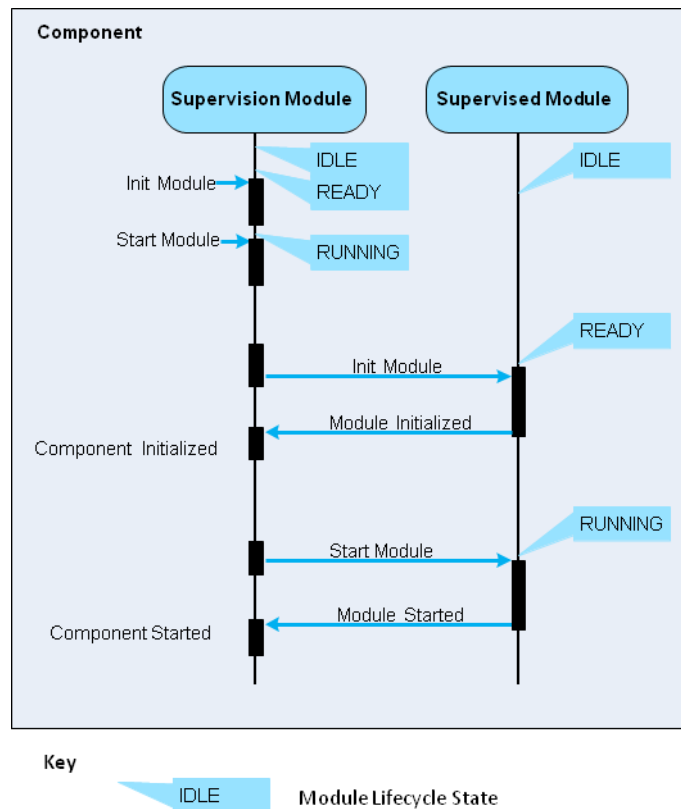 Component
Supervision Module
Supervised Module
IDLE
IDLE
Init Module
READY
Start Module
RUNNING
READY
Init Module
Module Initialized
Component Initialized
RUNNING
Start Module
Module Started
Component Started
Key
IDLE
Module Lifecycle State